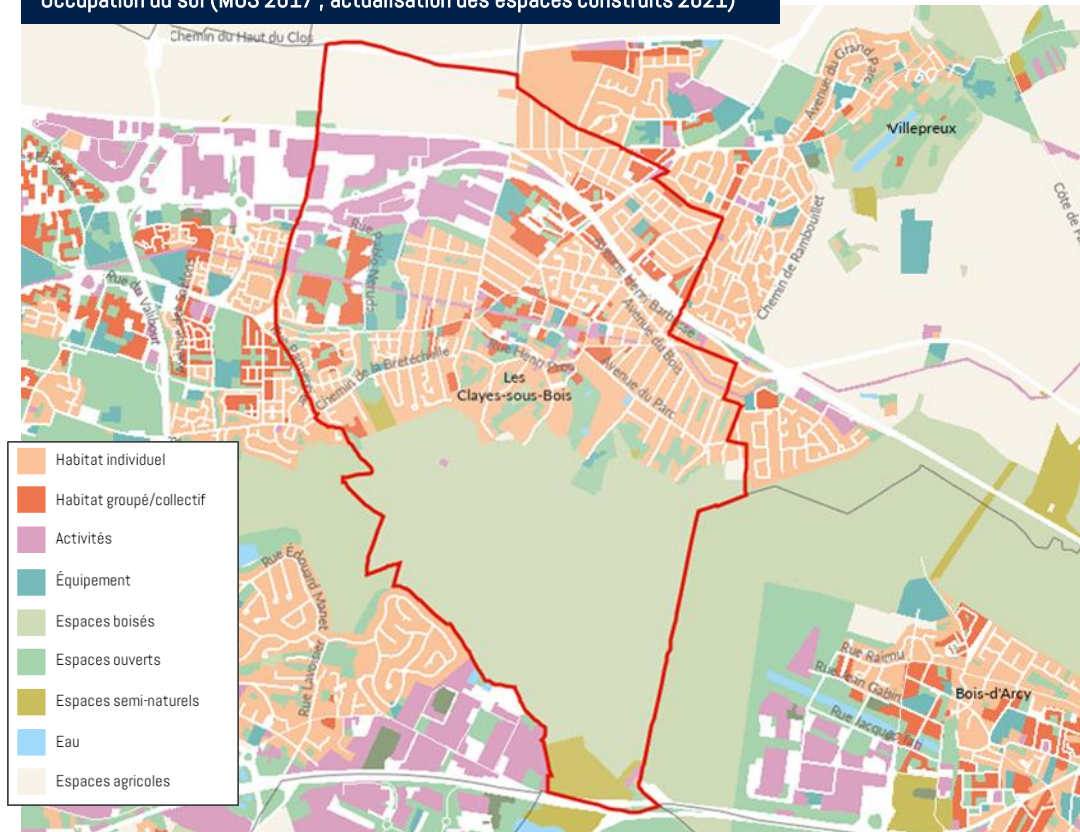 Occupation du sol (MOS 2017 ; actualisation des espaces construits 2021)
Chemin du Haut du Clos
Avenue du Grand Parc
Villepreux
Côte de
Chemin de Rambouillet
Rue Pablo Neruda
Rue du Valibout
Henri Barbusse
Avenue du Bois
Rue Henri Prou
Chemin de la Bretéchelle
Avenue du Parc
Les
Clayes-sous-Bois
Habitat individuel
Habitat groupé/collectif
Activités
Équipement
Espaces boisés
Espaces ouverts
Espaces semi-naturels
Eau
Espaces agricoles
Rue Édouard Manet
Rue Lavoisier
Rue Raimu
Rue Jean Gabin
Rue Jacques Tati
Bois-d'Arcy